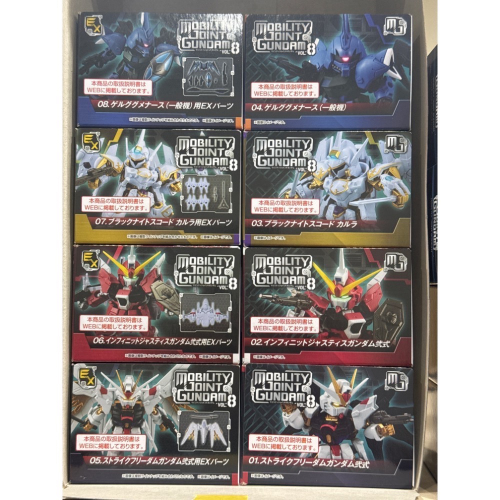 EX
MOBILITY
JOINT
GUNDAM
VOL.
8
本商品の取扱説明書は
WEBに掲載しております。
08.ゲルググメナース(一般機)用EXパーツ
MOBILITY
JOINT
GUNDAM
VOL.
8
MS
本商品の取扱説明書は
WEBに掲載しております。
04.ゲルググメナース(一般機)
EX
MOBILITY
JOINT
GUNDAM
VOL.
8
本商品の取扱説明書は
WEBに掲載しております。
07.ブラックナイトスコード カルラ用EXパーツ
MOBILITY
JOINT
GUNDAM
VOL.
8
MS
本商品の取扱説明書は
WEBに掲載しております。
03.ブラックナイトスコード カルラ
EX
MOBILITY
JOINT
GUNDAM
VOL.
8
本商品の取扱説明書は
WEBに掲載しております。
06.インフィニットジャスティスガンダム弐式用EXパーツ
MOBILITY
JOINT
GUNDAM
VOL.
8
MS
本商品の取扱説明書は
WEBに掲載しております。
02.インフィニットジャスティスガンダム弐式
EX
MOBILITY
JOINT
GUNDAM
VOL.
8
本商品の取扱説明書は
WEBに掲載しております。
05.ストライクフリーダムガンダム弐式用EXパーツ
MOBILITY
JOINT
GUNDAM
VOL.
8
MS
本商品の取扱説明書は
WEBに掲載しております。
01.ストライクフリーダムガンダム弐式